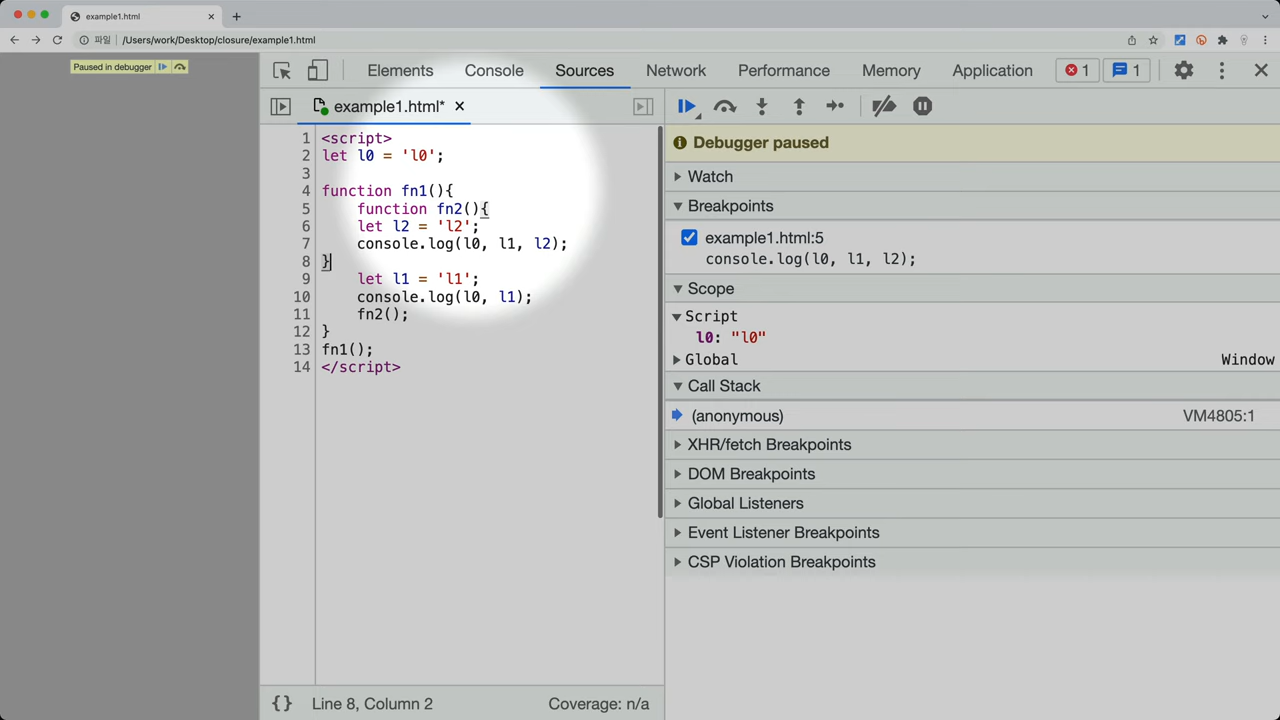 example1.html
파일 /Users/work/Desktop/closure/example1.html
Paused in debugger
Elements Console Sources Network Performance Memory Application 1 1
example1.html*
1 <script>
2 let l0 = 'l0';
3
4 function fn1(){
5 function fn2(){
6 let l2 = 'l2';
7 console.log(l0, l1, l2);
8 }
9 let l1 = 'l1';
10 console.log(l0, l1);
11 fn2();
12 }
13 fn1();
14 </script>
{} Line 8, Column 2 Coverage: n/a
Debugger paused
Watch
Breakpoints
example1.html:5
console.log(l0, l1, l2);
Scope
Script
l0: "l0"
Global Window
Call Stack
(anonymous) VM4805:1
XHR/fetch Breakpoints
DOM Breakpoints
Global Listeners
Event Listener Breakpoints
CSP Violation Breakpoints